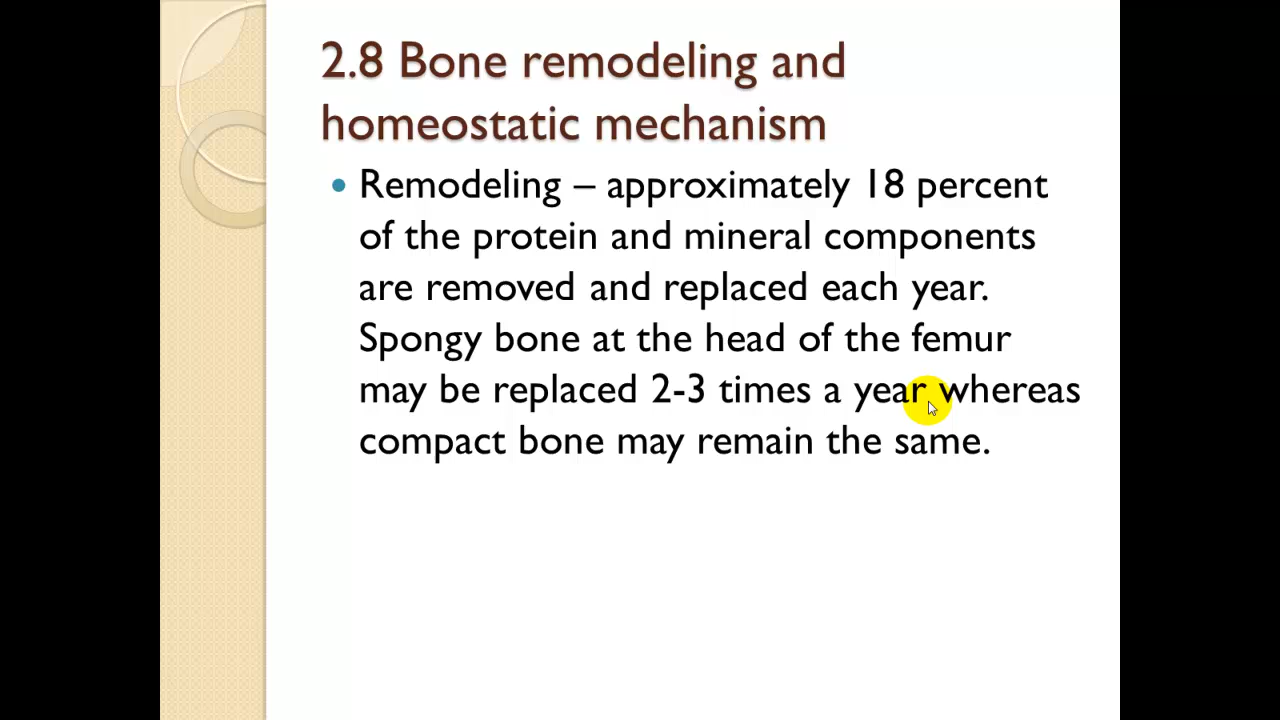 2.8 Bone remodeling and
homeostatic mechanism
• Remodeling – approximately 18 percent
of the protein and mineral components
are removed and replaced each year.
Spongy bone at the head of the femur
may be replaced 2-3 times a year whereas
compact bone may remain the same.